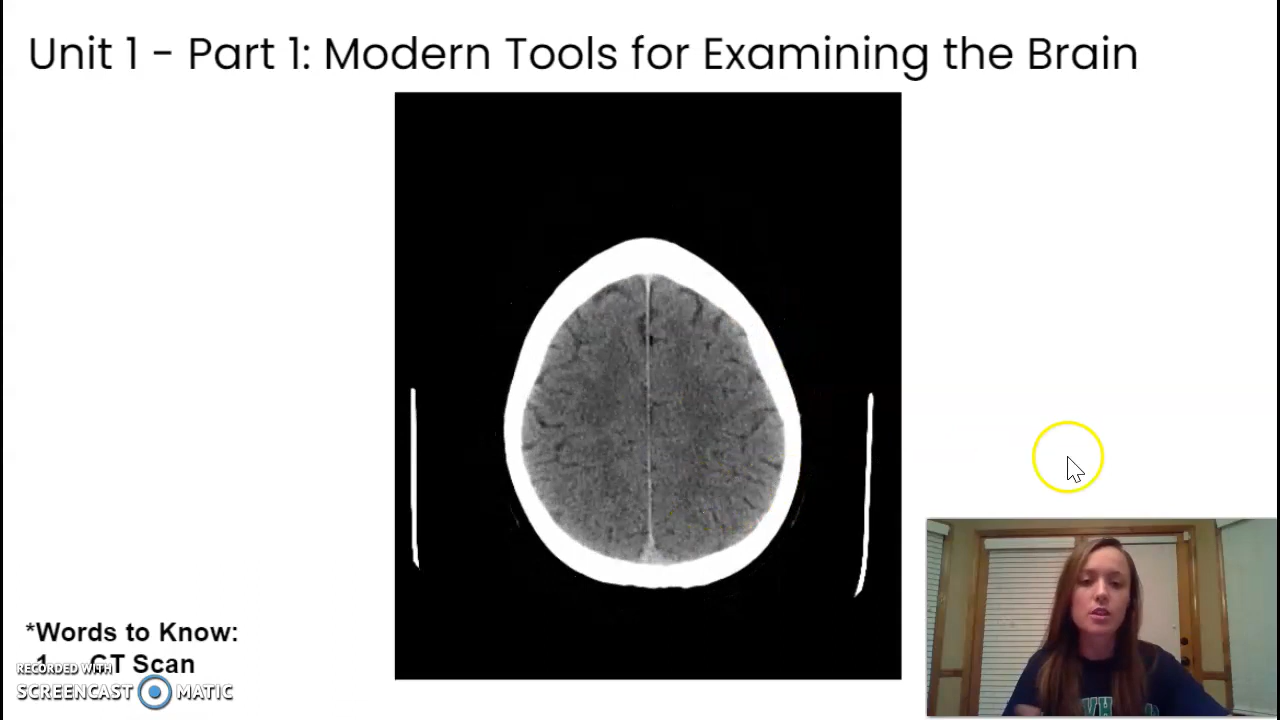 Unit 1 - Part 1: Modern Tools for Examining the Brain
*Words to Know:
1. CT Scan
RECORDED WITH
SCREENCAST MATIC